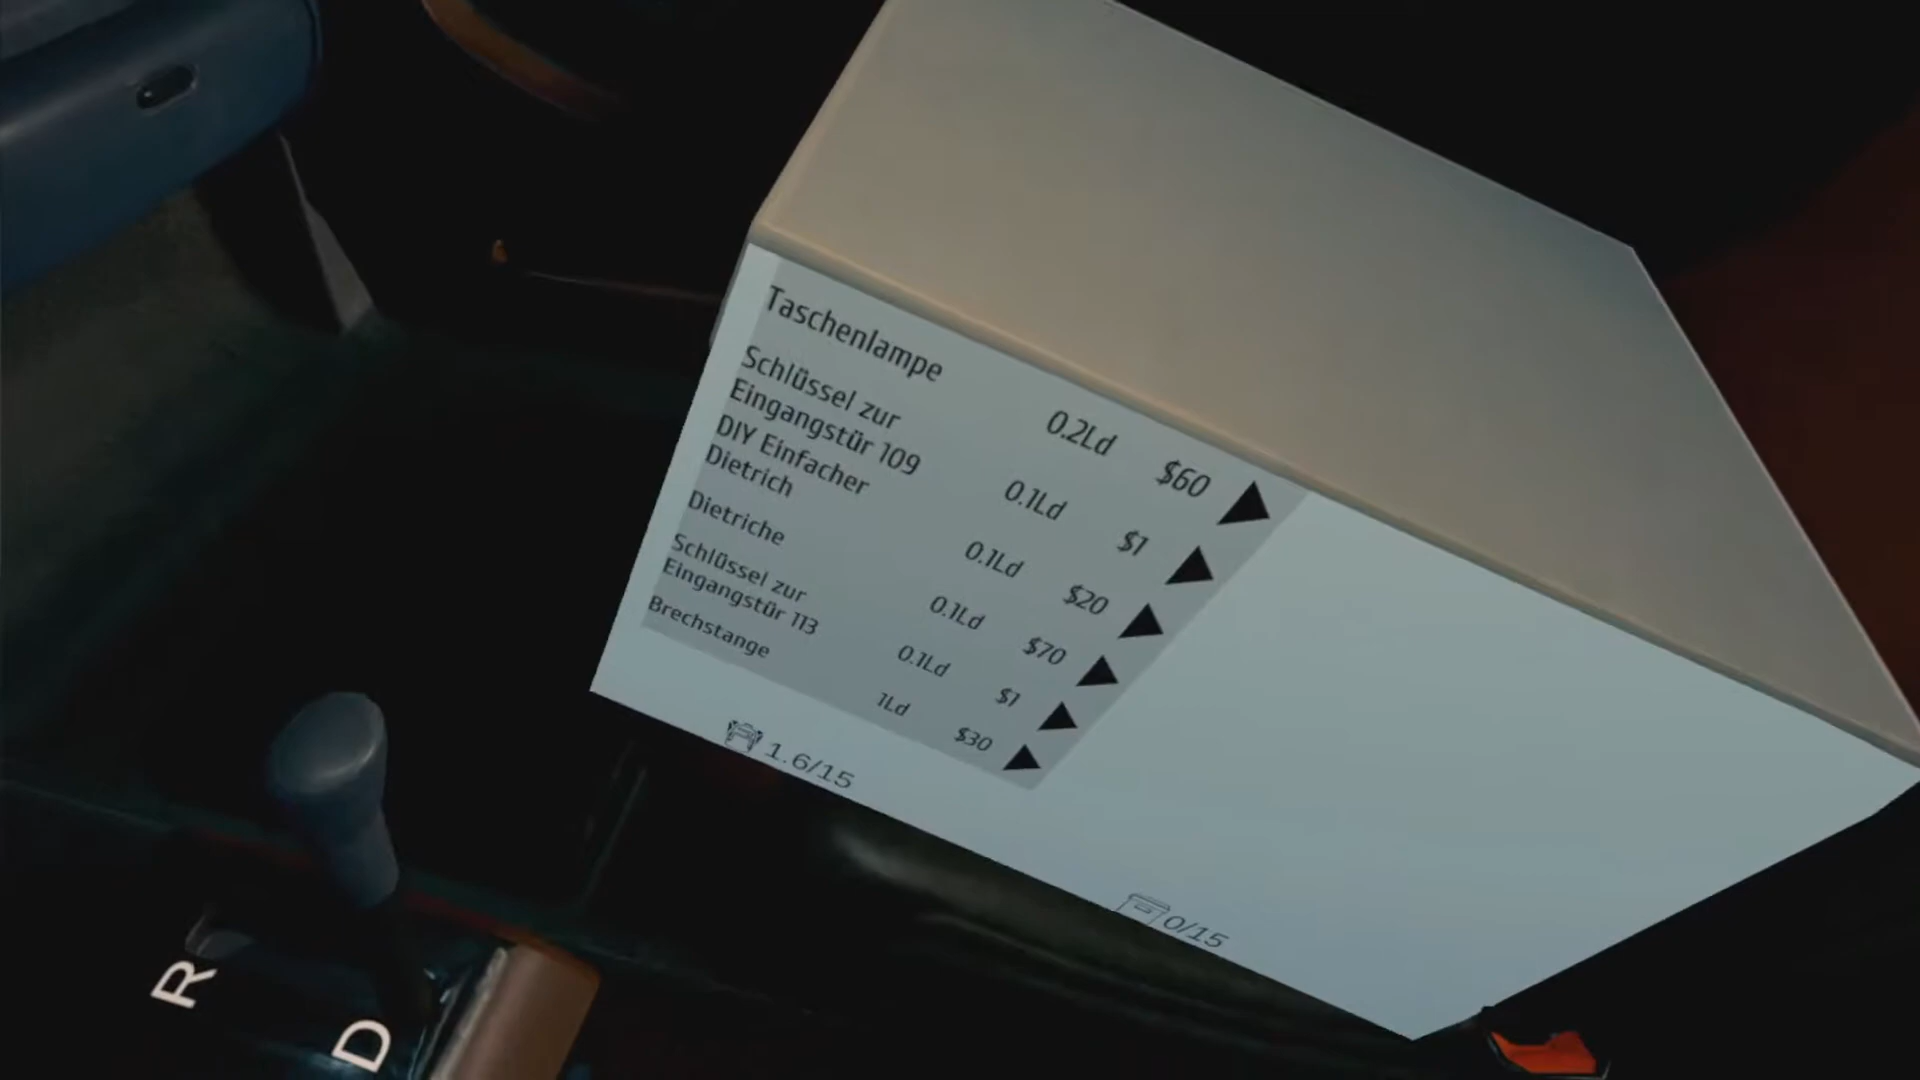 Taschenlampe 0.2Ld $60
Schlüssel zur
Eingangstür 109 0.1Ld $1
DIY Einfacher
Dietrich 0.1Ld $20
Dietriche 0.1Ld $70
Schlüssel zur
Eingangstür 113 0.1Ld $1
Brechstange 1Ld $30
1.6/15
0/15
R
D